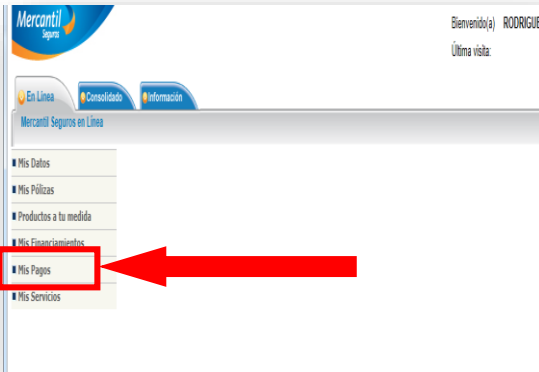 Mercantil
Seguros
Bienvenido(a) RODRIGUE
Última visita:
En Línea
Consolidado
Información
Mercantil Seguros en Línea
Mis Datos
Mis Pólizas
Productos a tu medida
Mis Financiamientos
Mis Pagos
Mis Servicios